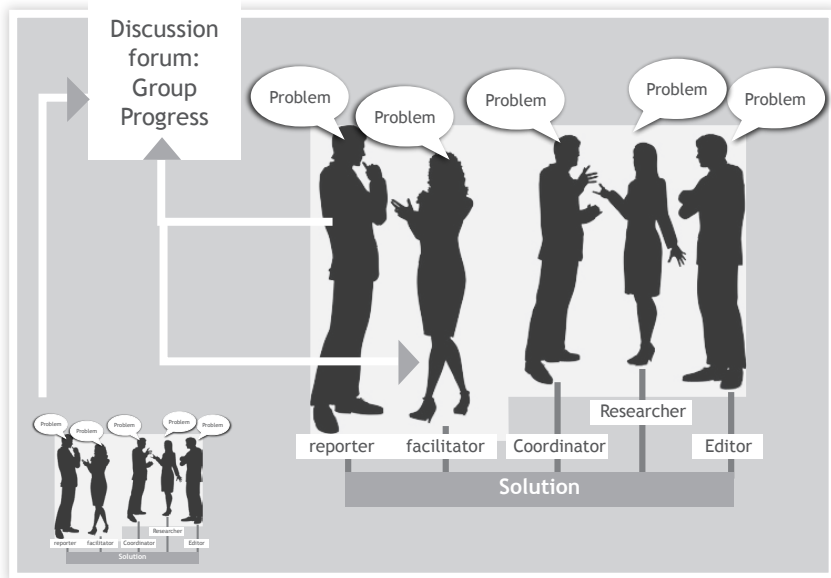 Discussion
forum:
Group
Progress
Problem
Problem
Problem
Problem
Problem
reporter
facilitator
Coordinator
Researcher
Editor
Solution
Problem
Problem
Problem
Problem
Problem
Researcher
reporter
facilitator
Coordinator
Editor
Solution